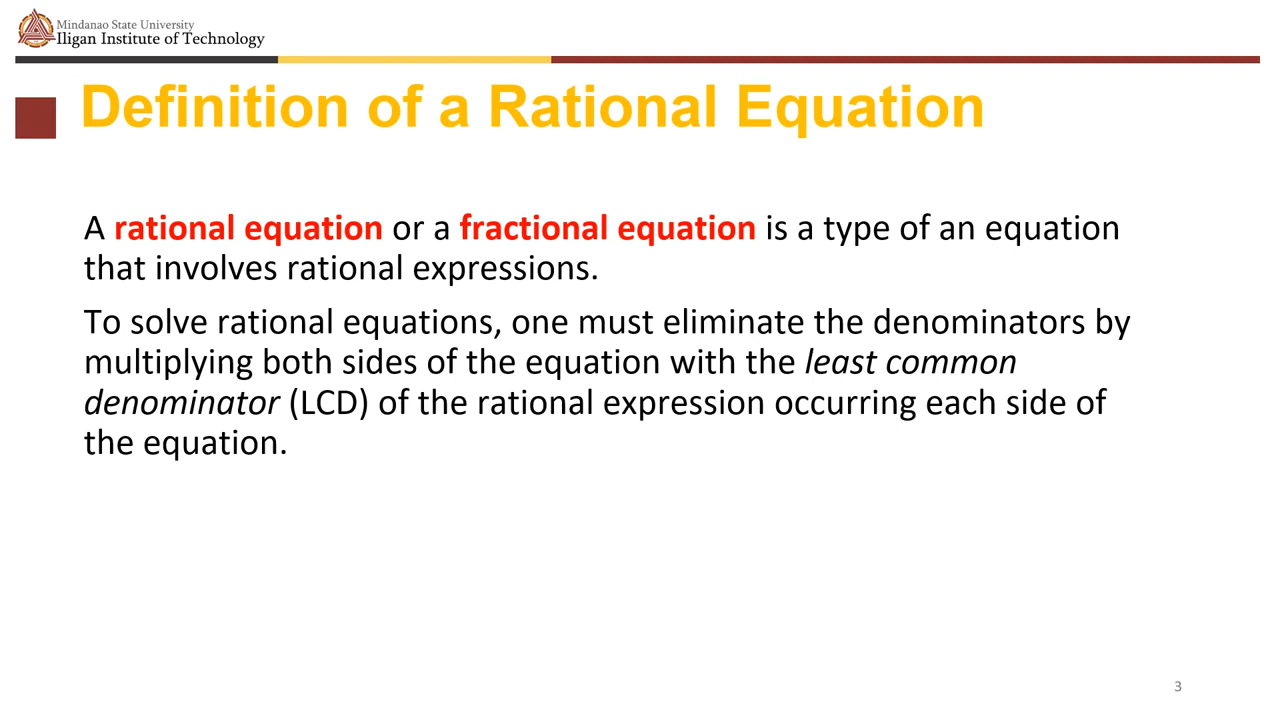 Mindanao State University
Iligan Institute of Technology
Definition of a Rational Equation
A rational equation or a fractional equation is a type of an equation
that involves rational expressions.
To solve rational equations, one must eliminate the denominators by
multiplying both sides of the equation with the least common
denominator (LCD) of the rational expression occurring each side of
the equation.
3